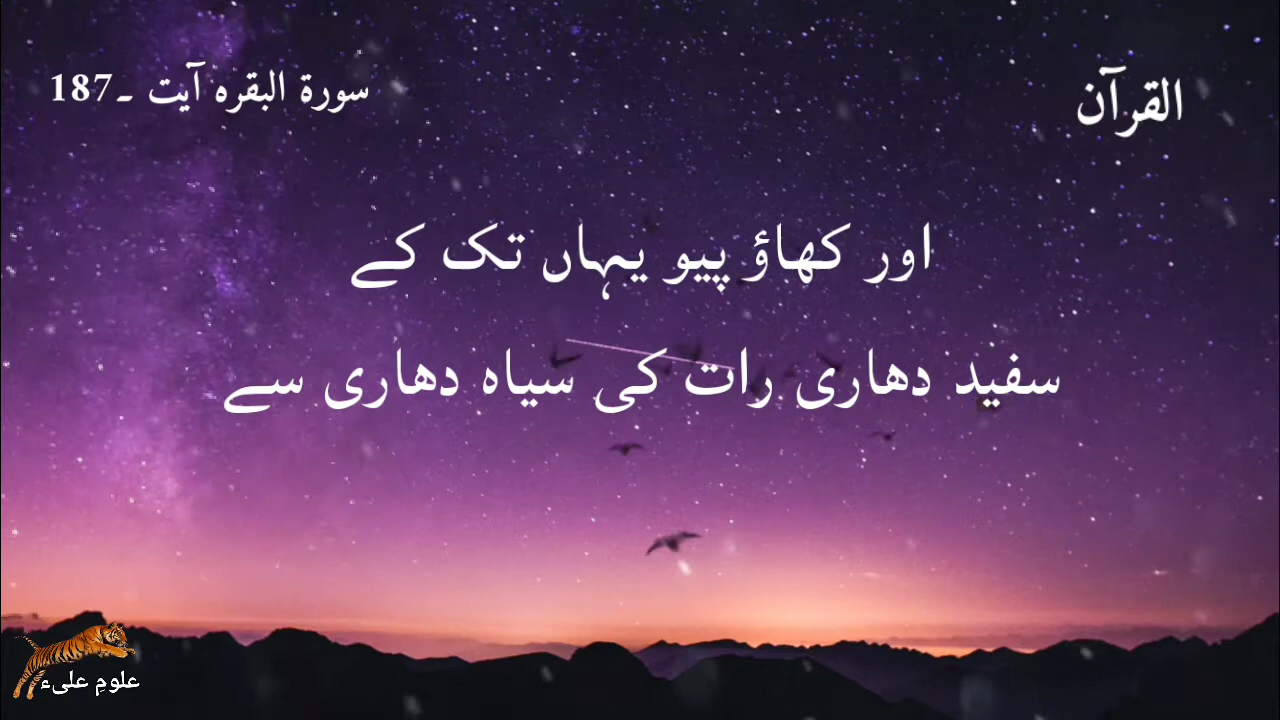 القرآن
سورۃ البقرہ آیت ۔187
اور کھاؤ پیو یہاں تک کے
سفید دھاری رات کی سیاہ دھاری سے
علومِ علیء